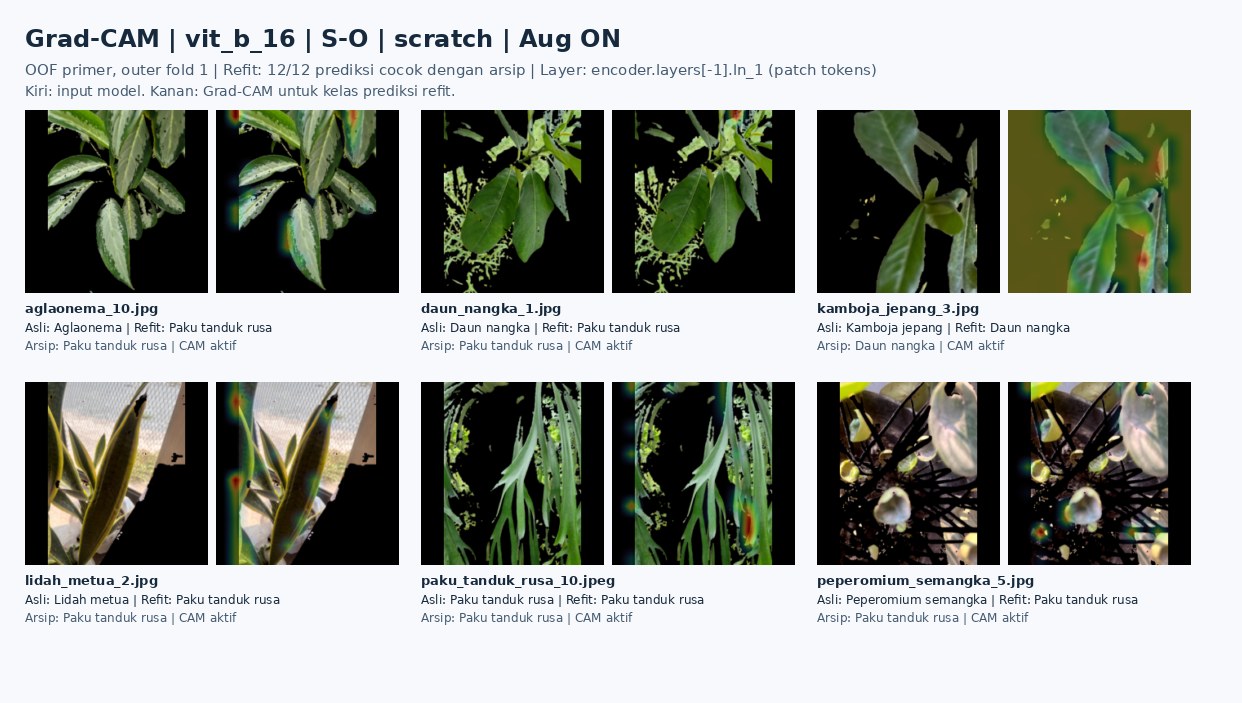 Grad-CAM | vit_b_16 | S-O | scratch | Aug ON
OOF primer, outer fold 1 | Refit: 12/12 prediksi cocok dengan arsip | Layer: encoder.layers[-1].ln_1 (patch tokens)
Kiri: input model. Kanan: Grad-CAM untuk kelas prediksi refit.
aglaonema_10.jpg
Asli: Aglaonema | Refit: Paku tanduk rusa
Arsip: Paku tanduk rusa | CAM aktif
daun_nangka_1.jpg
Asli: Daun nangka | Refit: Paku tanduk rusa
Arsip: Paku tanduk rusa | CAM aktif
kamboja_jepang_3.jpg
Asli: Kamboja jepang | Refit: Daun nangka
Arsip: Daun nangka | CAM aktif
lidah_metua_2.jpg
Asli: Lidah metua | Refit: Paku tanduk rusa
Arsip: Paku tanduk rusa | CAM aktif
paku_tanduk_rusa_10.jpeg
Asli: Paku tanduk rusa | Refit: Paku tanduk rusa
Arsip: Paku tanduk rusa | CAM aktif
peperomium_semangka_5.jpg
Asli: Peperomium semangka | Refit: Paku tanduk rusa
Arsip: Paku tanduk rusa | CAM aktif